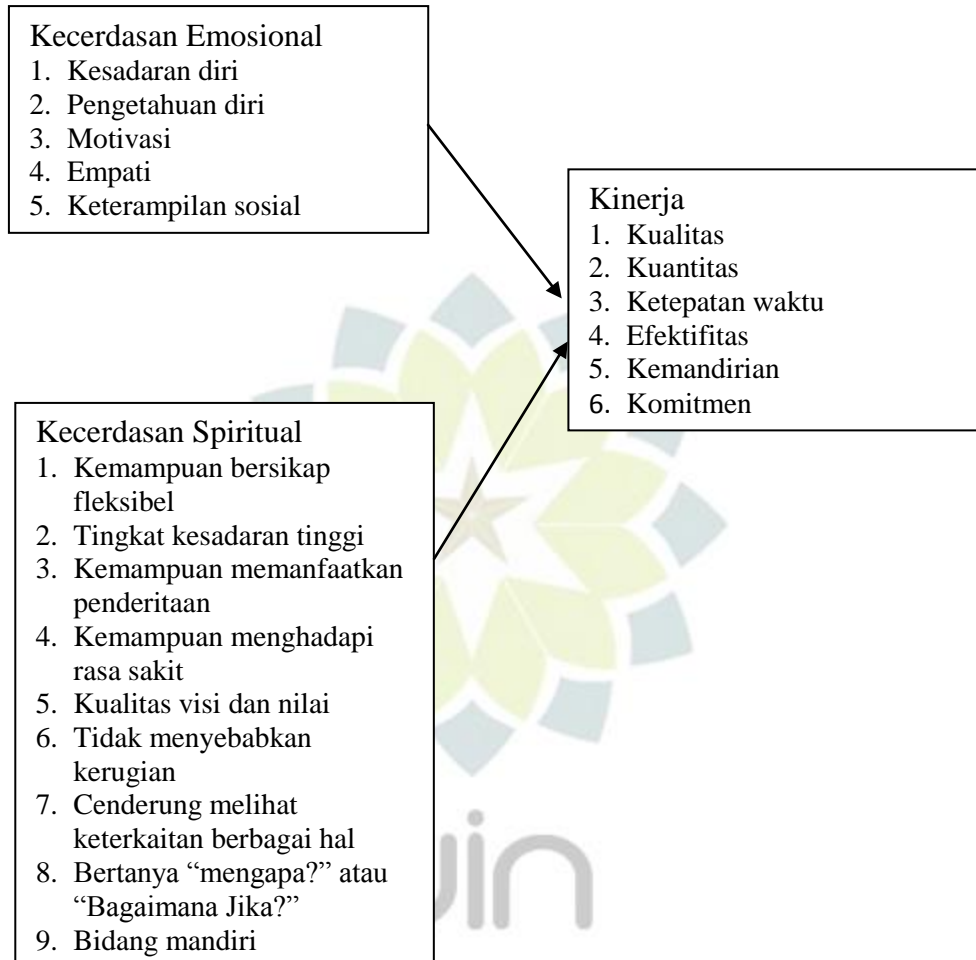 Kecerdasan Emosional
1. Kesadaran diri
2. Pengetahuan diri
3. Motivasi
4. Empati
5. Keterampilan sosial
Kinerja
1. Kualitas
2. Kuantitas
3. Ketepatan waktu
4. Efektifitas
5. Kemandirian
6. Komitmen
Kecerdasan Spiritual
1. Kemampuan bersikap
fleksibel
2. Tingkat kesadaran tinggi
3. Kemampuan memanfaatkan
penderitaan
4. Kemampuan menghadapi
rasa sakit
5. Kualitas visi dan nilai
6. Tidak menyebabkan
kerugian
7. Cenderung melihat
keterkaitan berbagai hal
8. Bertanya “mengapa?” atau
“Bagaimana Jika?”
9. Bidang mandiri
uin